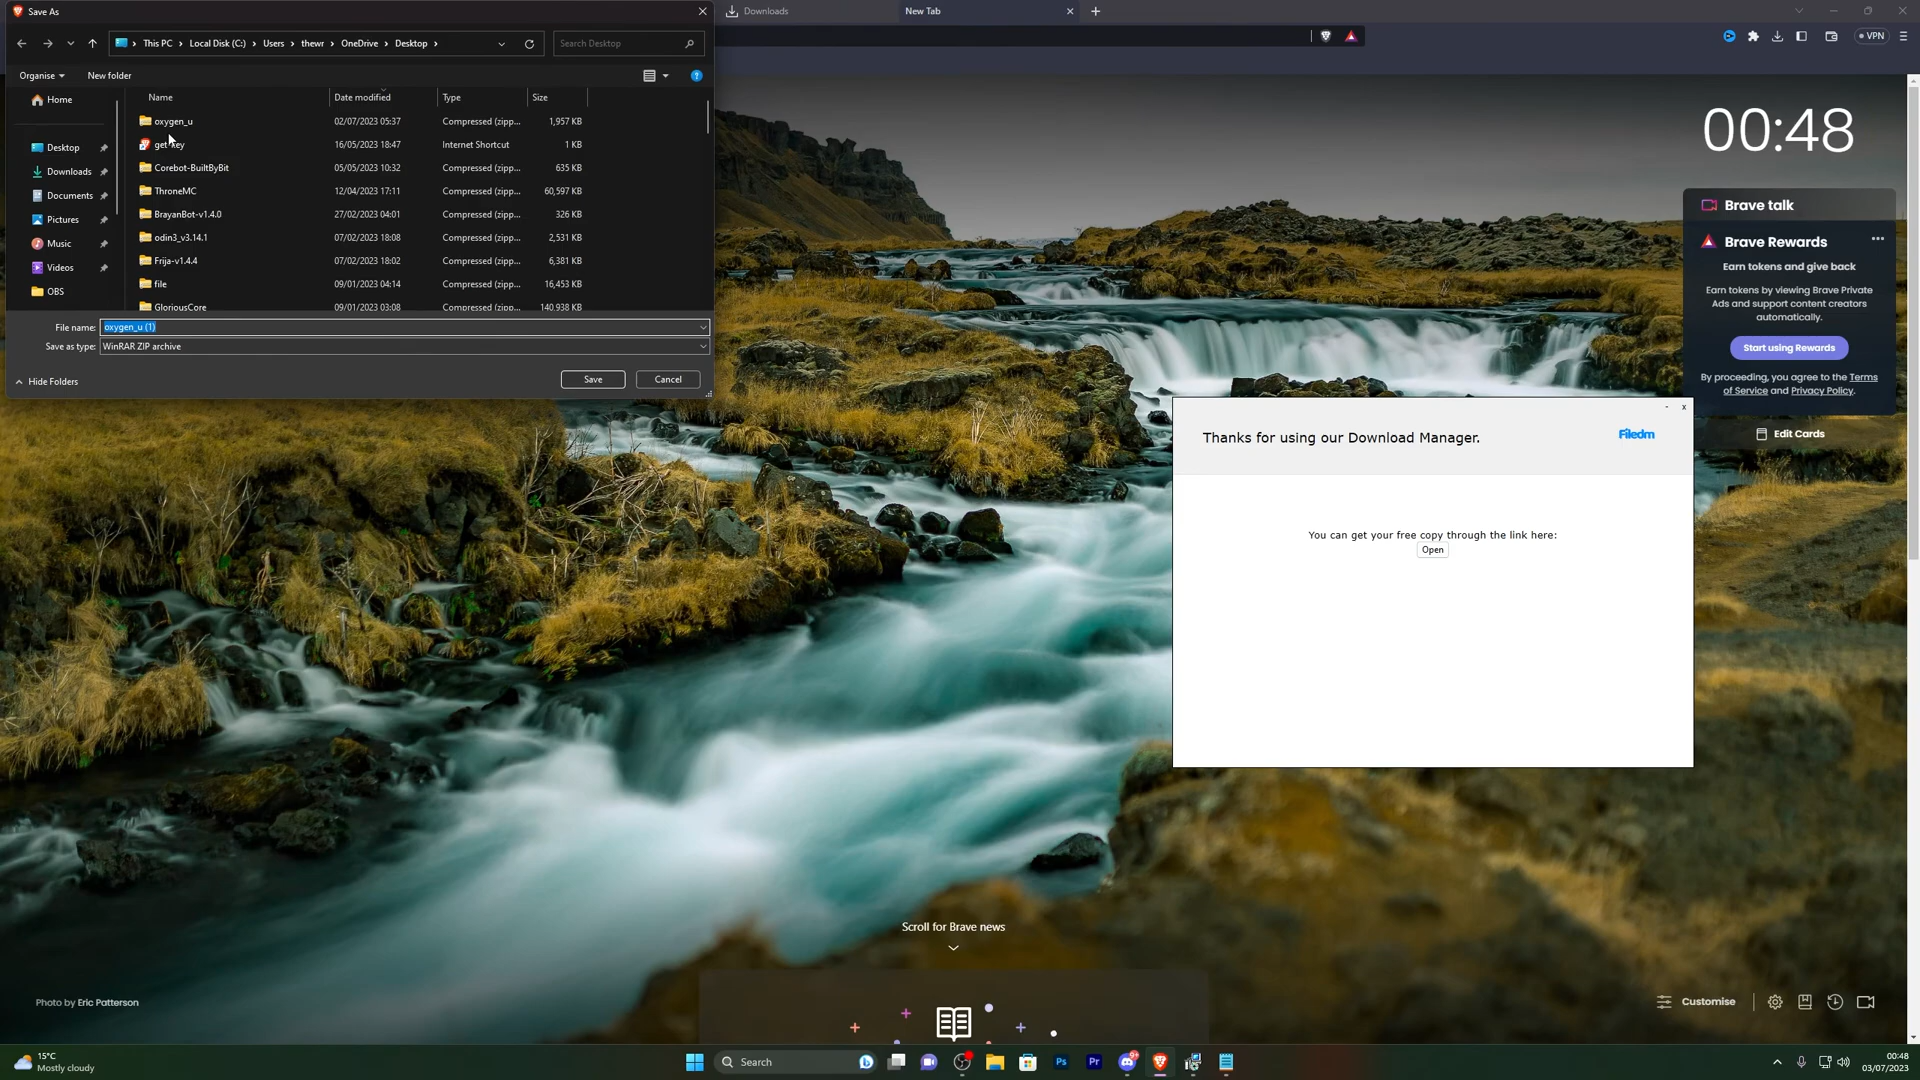 Save As
Downloads
New Tab
This PC > Local Disk (C:) > Users > thewr > OneDrive > Desktop >
Search Desktop
VPN
Organise
New folder
Name
Date modified
Type
Size
Home
Desktop
Downloads
Documents
Pictures
Music
Videos
OBS
oxygen_u 02/07/2023 05:37 Compressed (zipp... 1,957 KB
get-key 16/05/2023 18:47 Internet Shortcut 1 KB
Corebot-BuiltByBit 05/05/2023 10:32 Compressed (zipp... 635 KB
ThroneMC 12/04/2023 17:11 Compressed (zipp... 60,597 KB
BrayanBot-v1.4.0 27/02/2023 04:01 Compressed (zipp... 326 KB
odin3_v3.14.1 07/02/2023 18:08 Compressed (zipp... 2,531 KB
Frija-v1.4.4 07/02/2023 18:02 Compressed (zipp... 6,381 KB
file 09/01/2023 04:14 Compressed (zipp... 16,453 KB
GloriousCore 09/01/2023 03:08 Compressed (zipp... 140,938 KB
File name: oxygen_u (1)
Save as type: WinRAR ZIP archive
Hide Folders
Save
Cancel
00:48
Brave talk
Brave Rewards
Earn tokens and give back
Earn tokens by viewing Brave Private
Ads and support content creators
automatically.
Start using Rewards
By proceeding, you agree to the Terms
of Service and Privacy Policy.
Edit Cards
- x
Thanks for using our Download Manager.
Filedm
You can get your free copy through the link here:
Open
Scroll for Brave news
Photo by Eric Patterson
Customise
15°C
Mostly cloudy
Search
Ps
Pr
00:48
03/07/2023